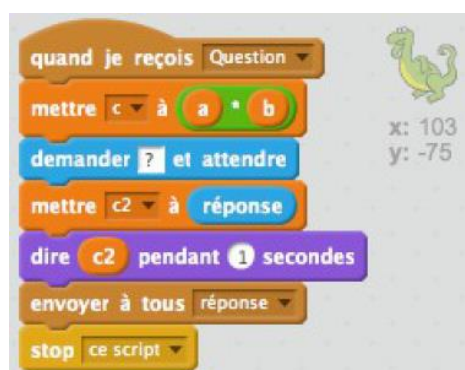 quand je reçois Question
mettre c à a * b
demander ? et attendre
mettre c2 à réponse
dire c2 pendant 1 secondes
envoyer à tous réponse
stop ce script
x: 103
y: -75